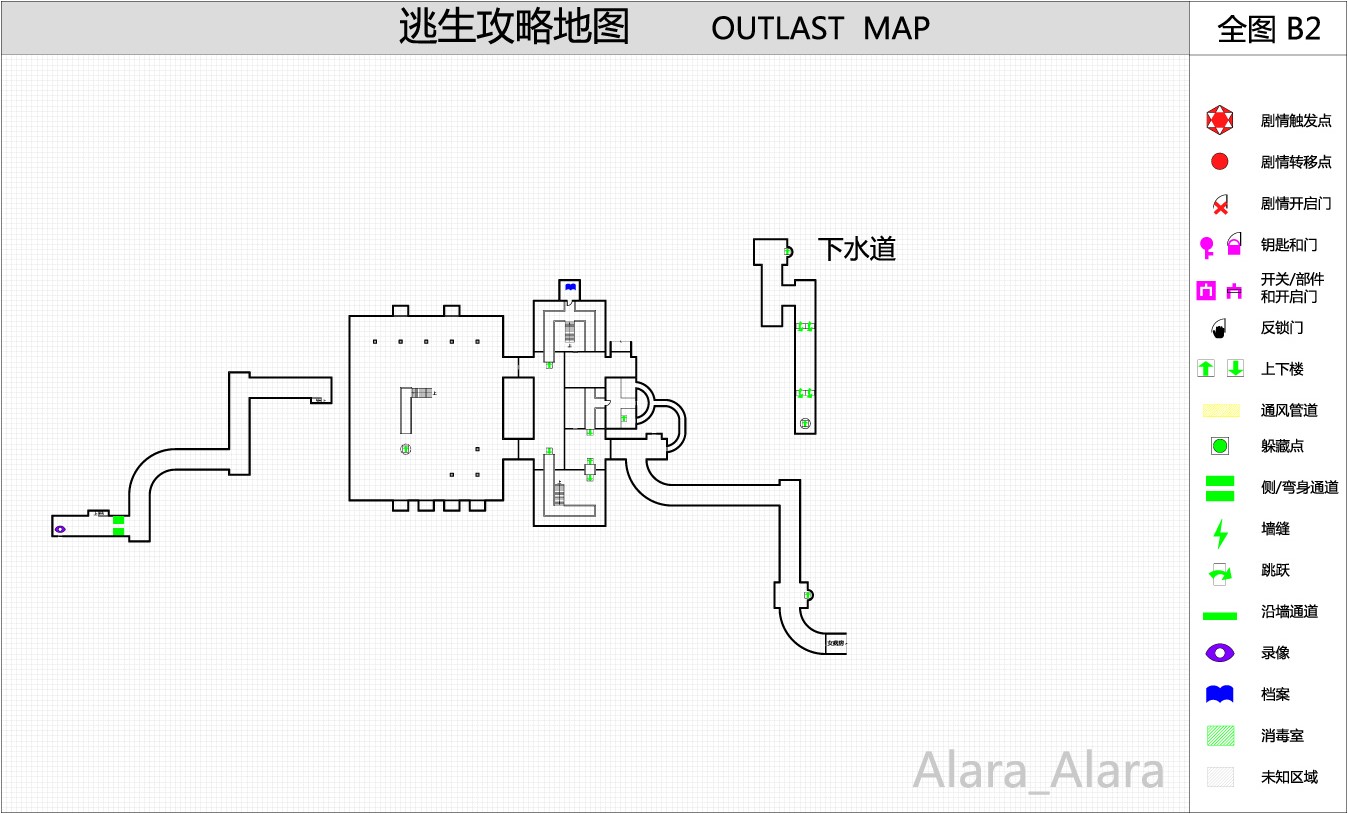 逃生攻略地图 OUTLAST MAP
全图 B2
下水道
女病房
剧情触发点
剧情转移点
剧情开启门
钥匙和门
开关/部件
和开启门
反锁门
上下楼
通风管道
躲藏点
侧/弯身通道
墙缝
跳跃
沿墙通道
录像
档案
消毒室
未知区域
Alara_Alara